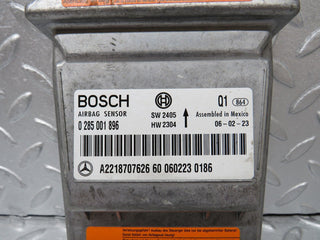 BOSCH
AIRBAG SENSOR
0 285 001 896
SW 2405
HW 2304
Q1 864
Assembled in Mexico
06-02-23
A2218707626 60 060223 0186